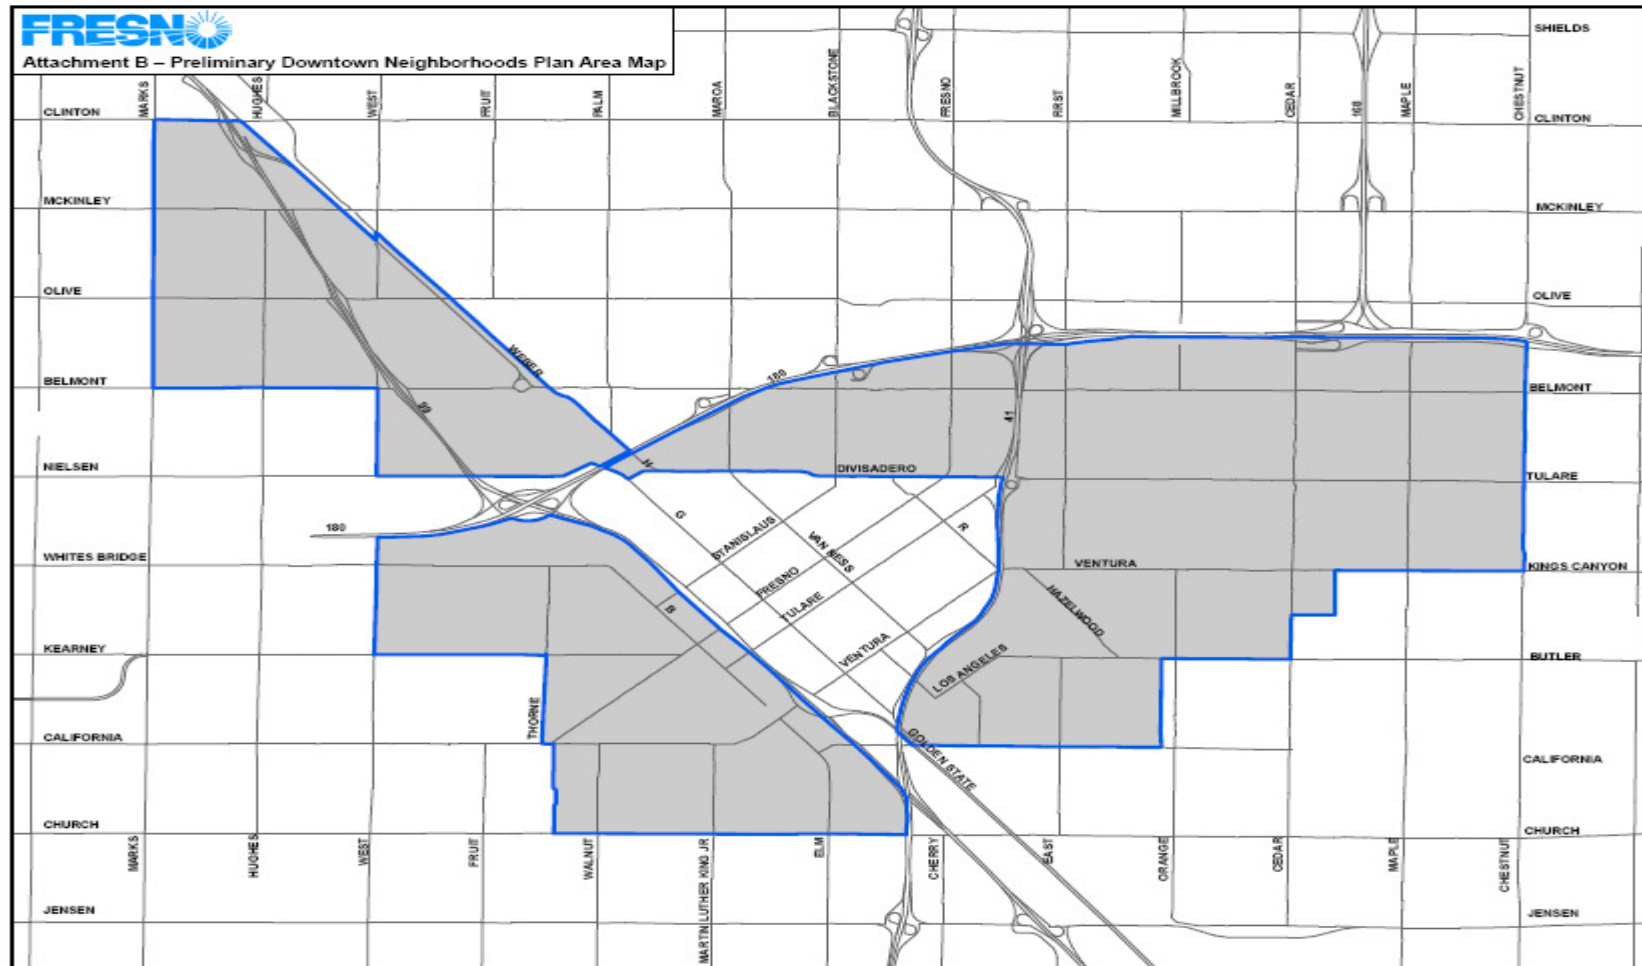 FRESNO
Attachment B – Preliminary Downtown Neighborhoods Plan Area Map
SHIELDS
MARKS
HUGHES
WEST
FRUIT
PALM
MAROA
BLACKSTONE
FRESNO
FIRST
MILLBROOK
CEDAR
168
MAPLE
CHESTNUT
CLINTON
CLINTON
MCKINLEY
MCKINLEY
OLIVE
OLIVE
WEBER
180
BELMONT
99
41
BELMONT
NIELSEN
H
DIVISADERO
TULARE
180
G
STANISLAUS
VAN NESS
R
WHITES BRIDGE
FRESNO
VENTURA
KINGS CANYON
B
TULARE
HAZELWOOD
KEARNEY
VENTURA
LOS ANGELES
BUTLER
THORNE
CALIFORNIA
GOLDEN STATE
CALIFORNIA
CHURCH
CHURCH
MARKS
HUGHES
WEST
FRUIT
WALNUT
MARTIN LUTHER KING JR
ELM
CHERRY
EAST
ORANGE
CEDAR
MAPLE
CHESTNUT
JENSEN
JENSEN